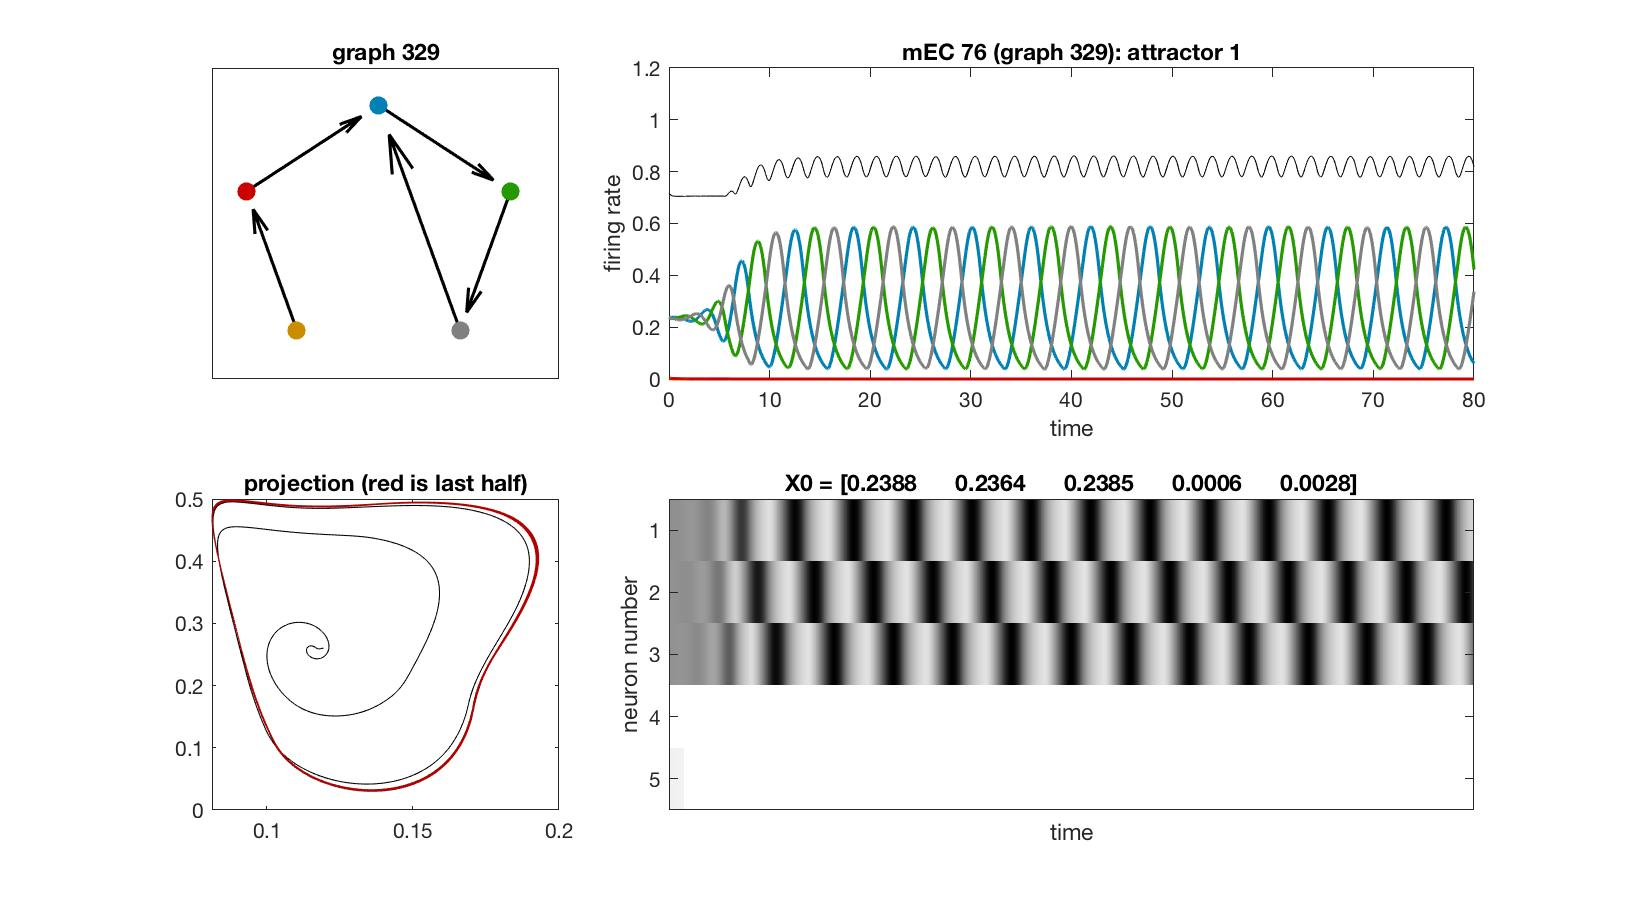 graph 329
mEC 76 (graph 329): attractor 1
1.2
1
0.8
0.6
0.4
0.2
0
firing rate
0 10 20 30 40 50 60 70 80
time
projection (red is last half)
0.5
0.4
0.3
0.2
0.1
0
0.1 0.15 0.2
X0 = [0.2388 0.2364 0.2385 0.0006 0.0028]
neuron number
1
2
3
4
5
time